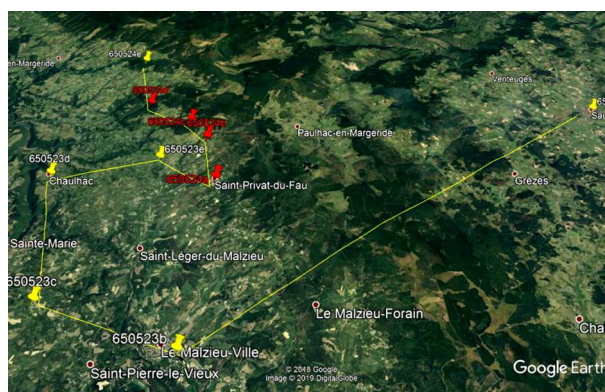 650524e
en-Margeride
Venteuges
Paulhac-en-Margeride
650523e
650523d
Chaulhac
650524a
Saint-Privat-du-Fau
Grèzes
Sainte-Marie
Saint-Léger-du-Malzieu
650523c
Le Malzieu-Forain
650523b
Le Malzieu-Ville
Cha
Saint-Pierre-le-Vieux
© 2018 Google
Image © 2019 DigitalGlobe
Google Earth